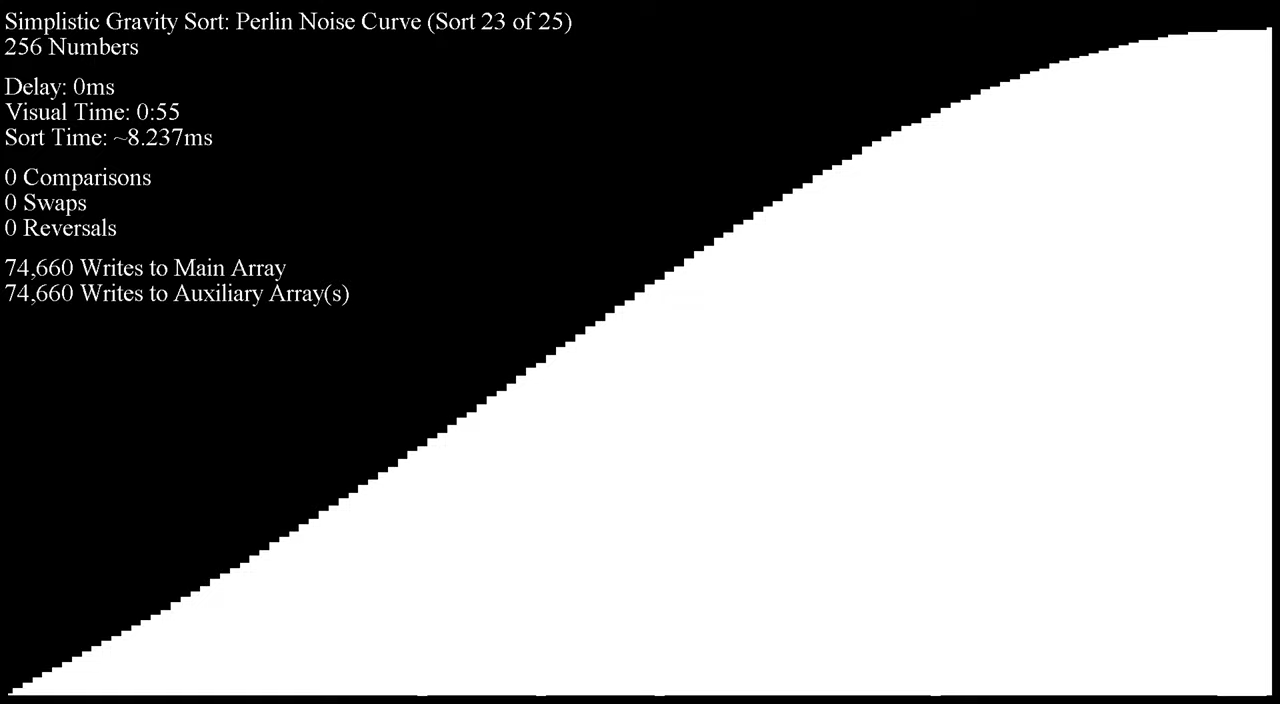 Simplistic Gravity Sort: Perlin Noise Curve (Sort 23 of 25)
256 Numbers
Delay: 0ms
Visual Time: 0:55
Sort Time: ~8.237ms
0 Comparisons
0 Swaps
0 Reversals
74,660 Writes to Main Array
74,660 Writes to Auxiliary Array(s)